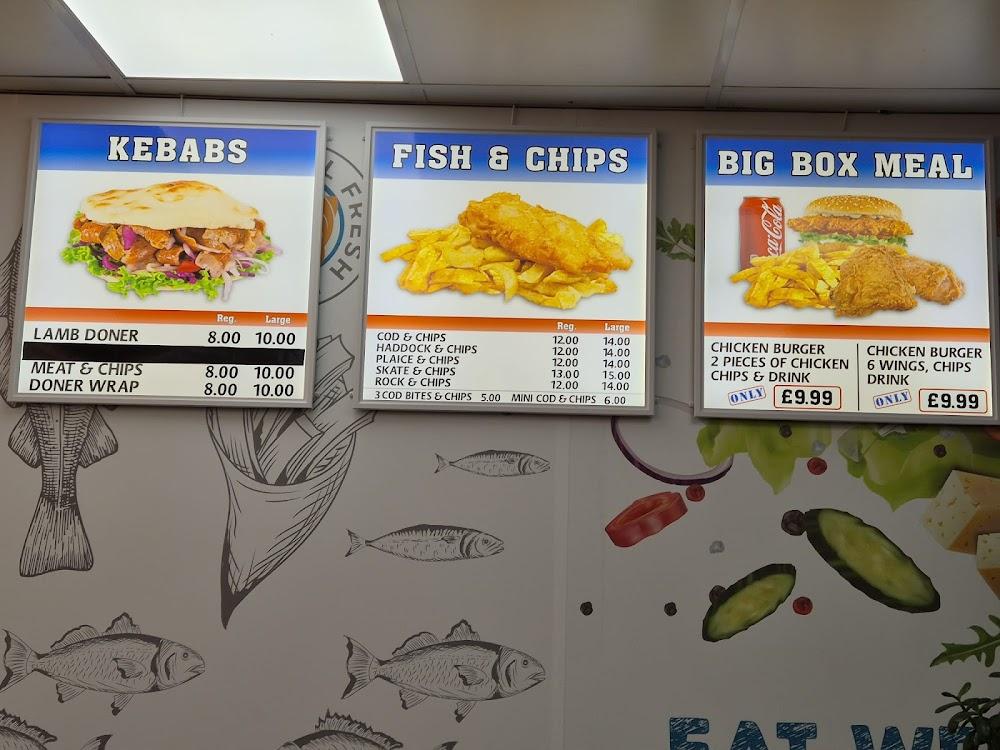 KEBABS
Reg. Large
LAMB DONER 8.00 10.00
MEAT & CHIPS 8.00 10.00
DONER WRAP 8.00 10.00
FRESH
FISH & CHIPS
Reg. Large
COD & CHIPS 12.00 14.00
HADDOCK & CHIPS 12.00 14.00
PLAICE & CHIPS 12.00 14.00
SKATE & CHIPS 13.00 15.00
ROCK & CHIPS 12.00 14.00
3 COD BITES & CHIPS 5.00 MINI COD & CHIPS 6.00
BIG BOX MEAL
Coca-Cola
CHICKEN BURGER
2 PIECES OF CHICKEN
CHIPS & DRINK
ONLY £9.99
CHICKEN BURGER
6 WINGS, CHIPS
DRINK
ONLY £9.99
EAT